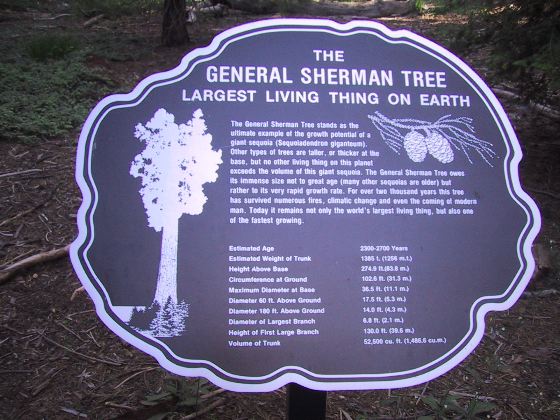 THE
GENERAL SHERMAN TREE
LARGEST LIVING THING ON EARTH
The General Sherman Tree stands as the
ultimate example of the growth potential of a
giant sequoia (Sequoiadendron giganteum).
Other types of trees are taller, or thicker at the
base, but no other living thing on this planet
exceeds the volume of this giant sequoia. The General Sherman Tree owes
its immense size not to great age (many other sequoias are older) but
rather to its very rapid growth rate. For over two thousand years this tree
has survived numerous fires, climatic change and even the coming of modern
man. Today it remains not only the world's largest living thing, but also one
of the fastest growing.
Estimated Age 2300-2700 Years
Estimated Weight of Trunk 1385 t. (1256 m.t.)
Height Above Base 274.9 ft.(83.8 m.)
Circumference at Ground 102.6 ft. (31.3 m.)
Maximum Diameter at Base 36.5 ft. (11.1 m.)
Diameter 60 ft. Above Ground 17.5 ft. (5.3 m.)
Diameter 180 ft. Above Ground 14.0 ft. (4.3 m.)
Diameter of Largest Branch 6.8 ft. (2.1 m.)
Height of First Large Branch 130.0 ft. (39.6 m.)
Volume of Trunk 52,500 cu. ft. (1,486.6 cu.m.)